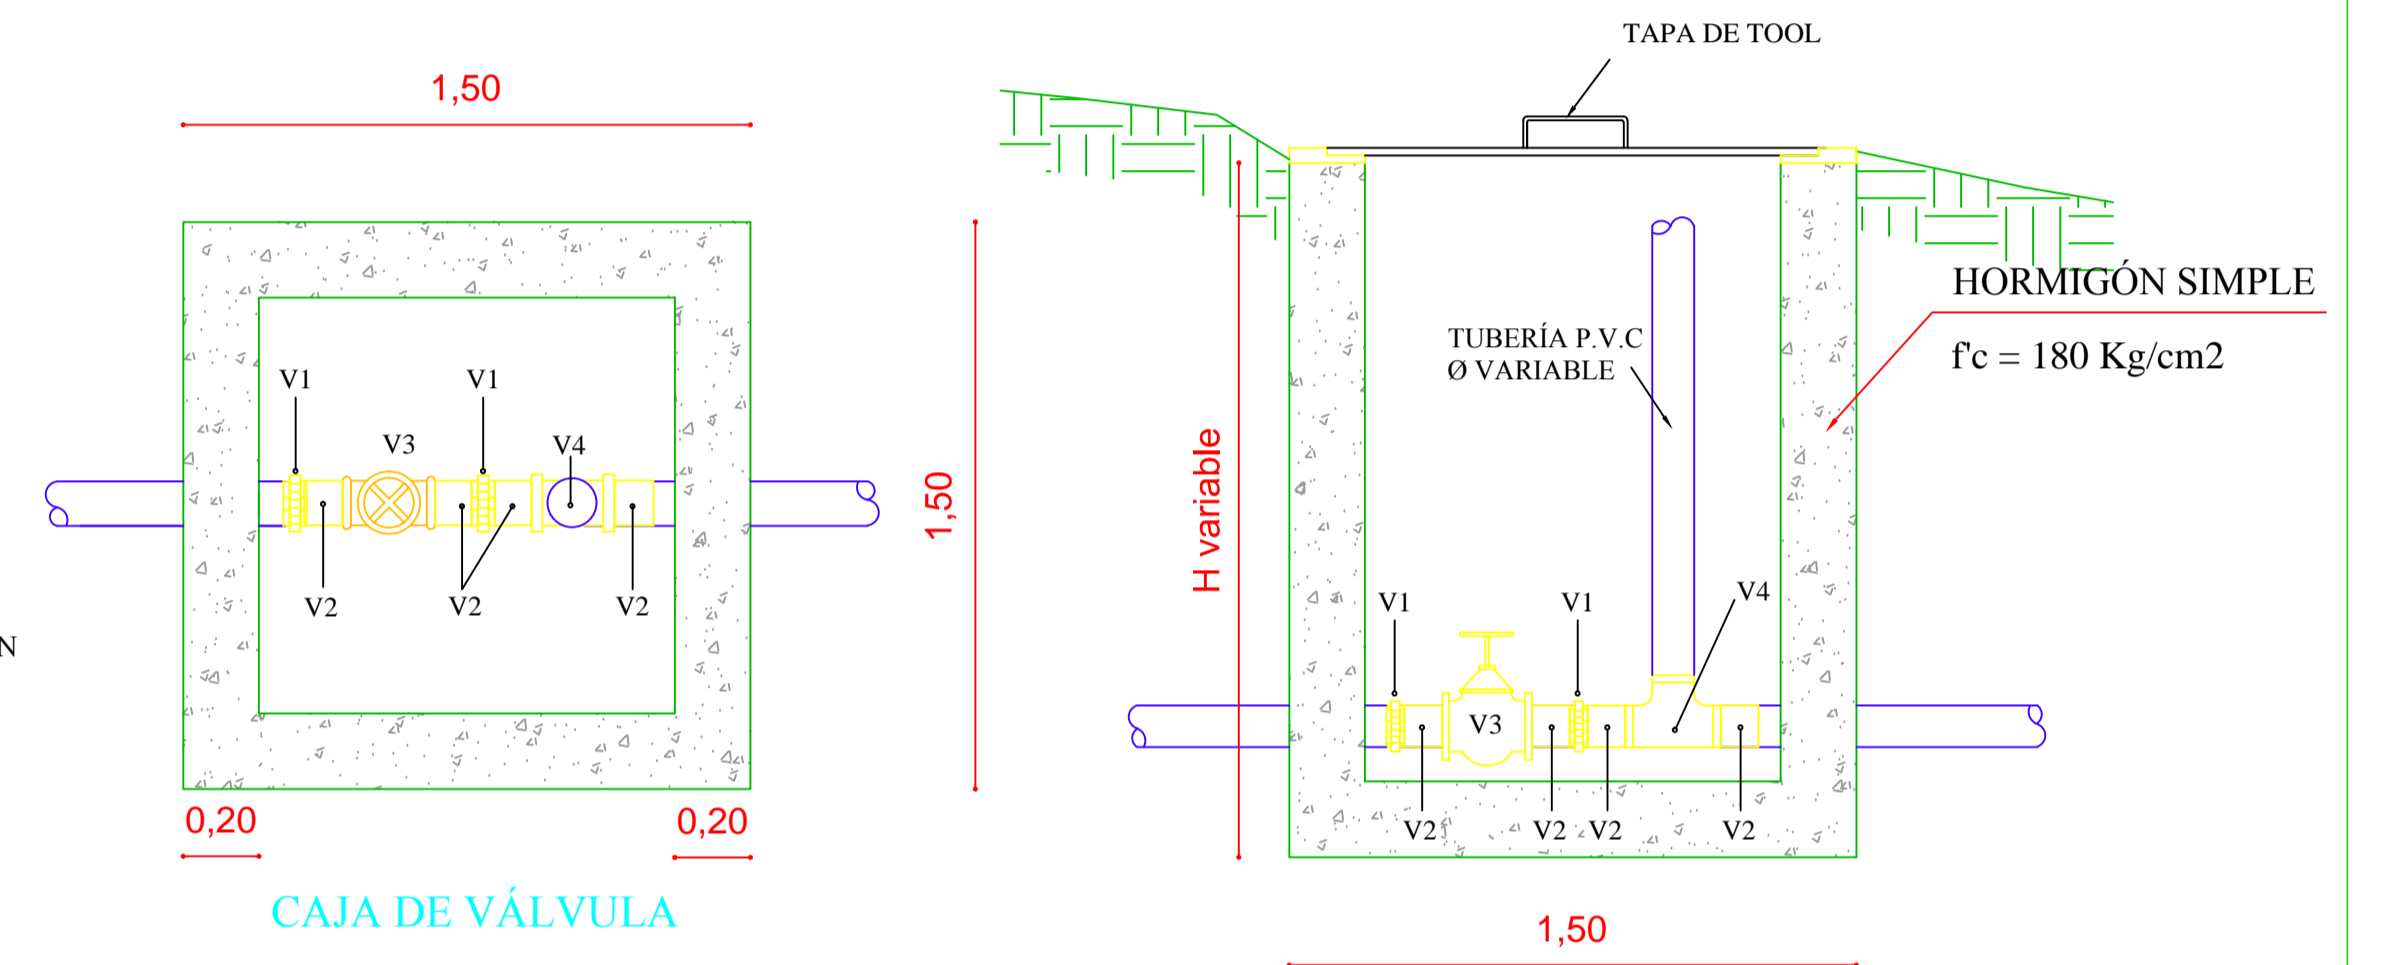 1,50
V1
V1
V3
V4
V2
V2
V2
N
1,50
0,20
0,20
CAJA DE VÁLVULA
TAPA DE TOOL
HORMIGÓN SIMPLE
f'c = 180 Kg/cm2
TUBERÍA P.V.C
Ø VARIABLE
H variable
V1
V1
V4
V3
V2
V2
V2
V2
1,50